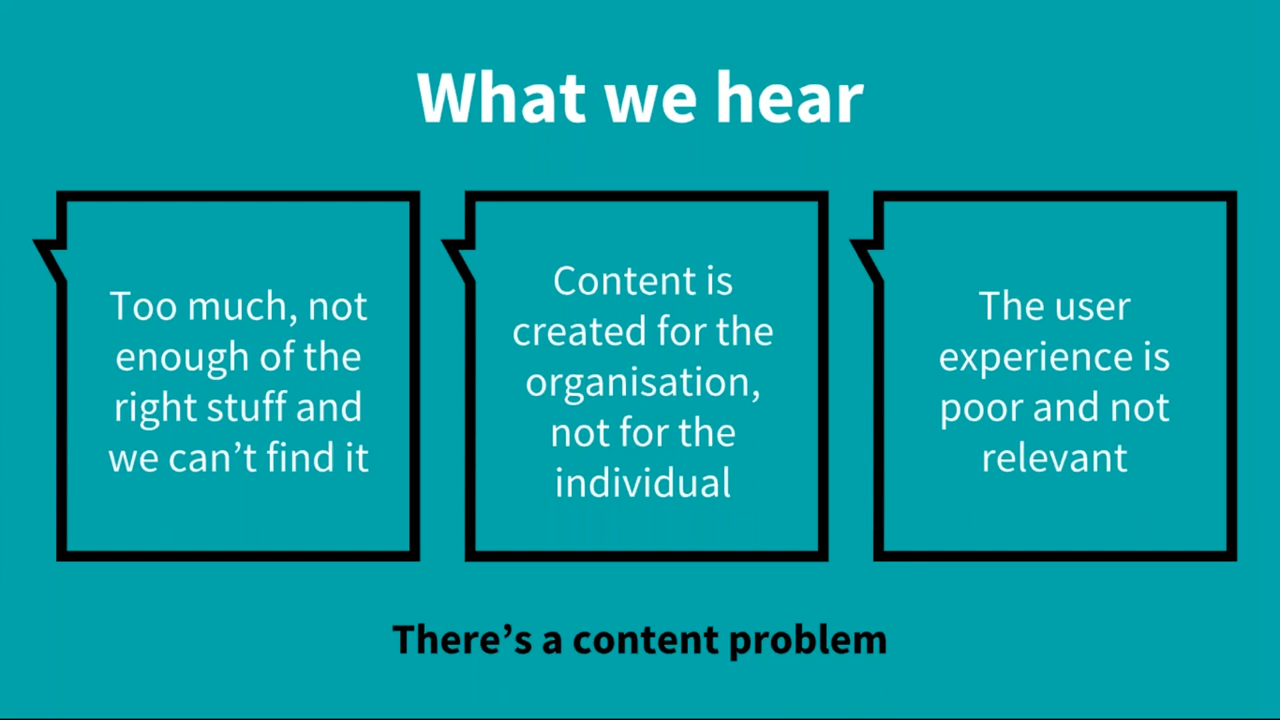 What we hear
Too much, not
enough of the
right stuff and
we can’t find it
Content is
created for the
organisation,
not for the
individual
The user
experience is
poor and not
relevant
There’s a content problem